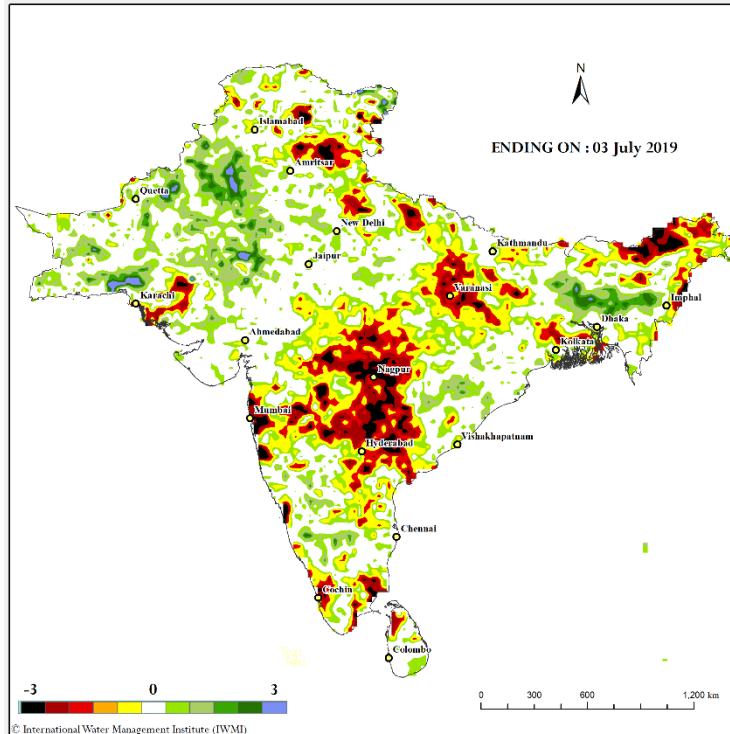 N
ENDING ON : 03 July 2019
Islamabad
Amritsar
Quetta
New Delhi
Kathmandu
Jaipur
Varanasi
Karachi
Imphal
Dhaka
Ahmedabad
Kolkata
Nagpur
Mumbai
Hyderabad
Vishakhapatnam
Chennai
Cochin
Colombo
-3 0 3
0 300 600 1,200 km
© International Water Management Institute (IWMI)